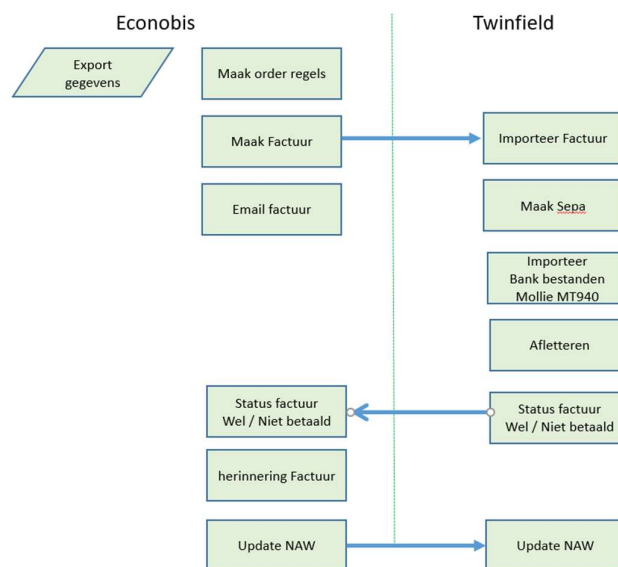 Econobis
Twinfield
Export
gegevens
Maak order regels
Maak Factuur
Importeer Factuur
Email factuur
Maak Sepa
Importeer
Bank bestanden
Mollie MT940
Afletteren
Status factuur
Wel / Niet betaald
Status factuur
Wel / Niet betaald
herinnering Factuur
Update NAW
Update NAW